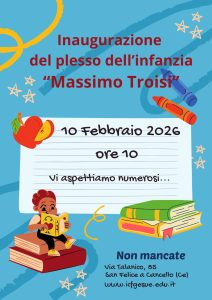 Inaugurazione
del plesso dell'infanzia
"Massimo Troisi"
10 Febbraio 2026
ore 10
Vi aspettiamo numerosi...
Non mancate
Via Talanico, 85
San Felice a Cancello (Ce)
www.icfgesue.edu.it